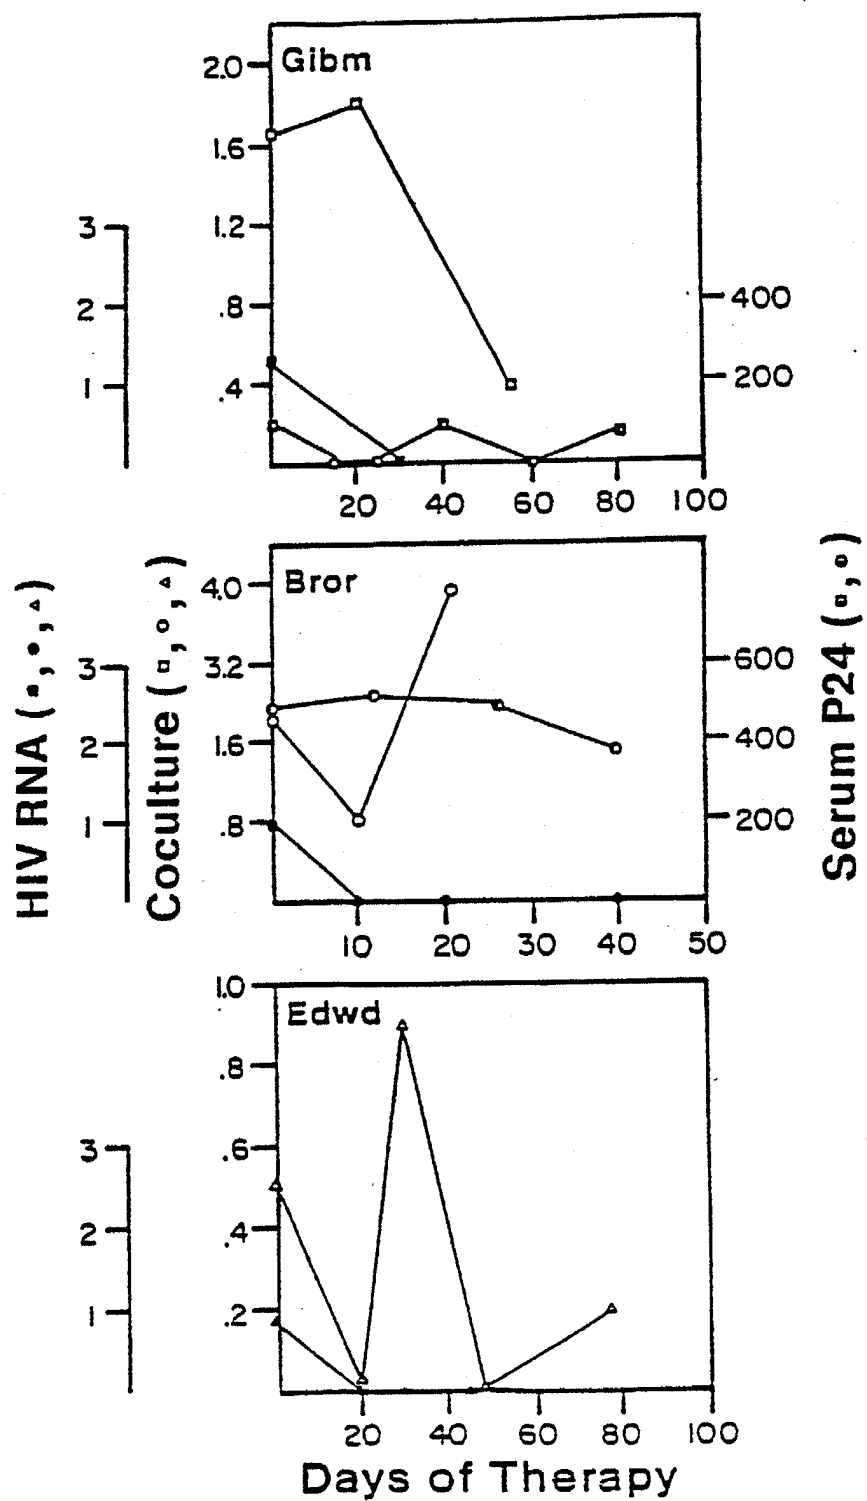 Gibm
2.0
1.6
1.2
.8
.4
3
2
1
400
200
20 40 60 80 100
HIV RNA (▪,•,▵)
Coculture (▫,○,▵)
Serum P24 (▫,○)
Bror
4.0
3.2
1.6
.8
3
2
1
600
400
200
10 20 30 40 50
Edwd
1.0
.8
.6
.4
.2
3
2
1
20 40 60 80 100
Days of Therapy